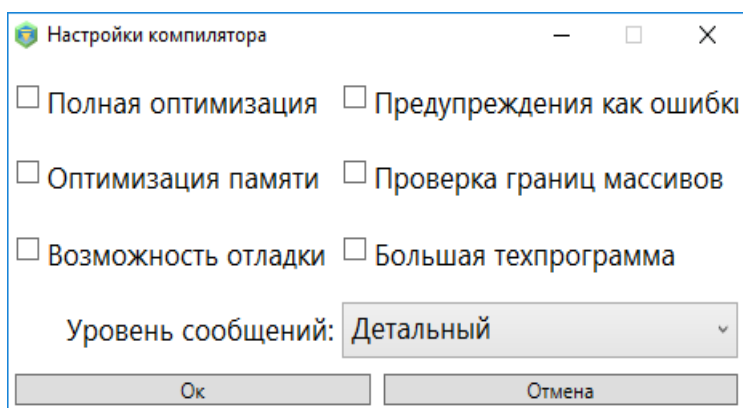 Настройки компилятора
Полная оптимизация Предупреждения как ошибки
Оптимизация памяти Проверка границ массивов
Возможность отладки Большая техпрограмма
Уровень сообщений: Детальный
Ок Отмена